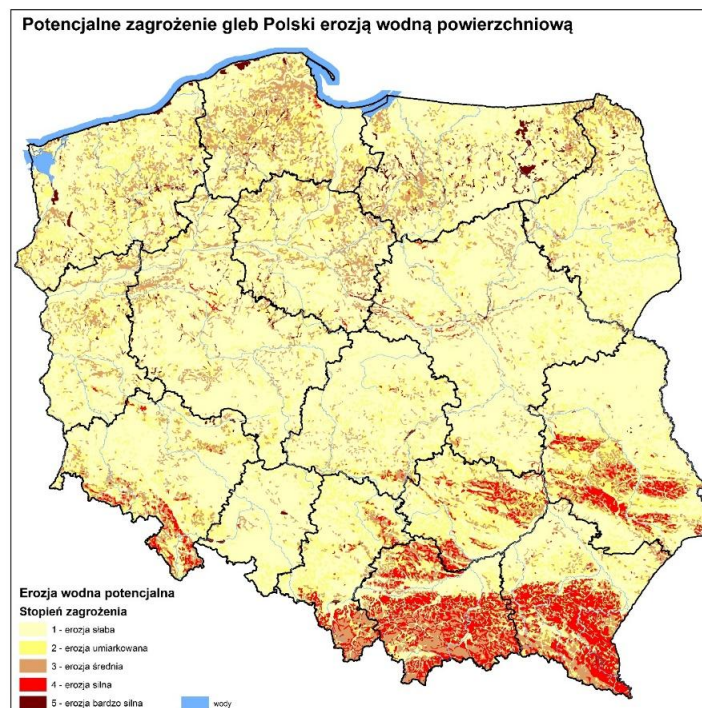 Potencjalne zagrożenie gleb Polski erozją wodną powierzchniową
Erozja wodna potencjalna
Stopień zagrożenia
1 - erozja słaba
2 - erozja umiarkowana
3 - erozja średnia
4 - erozja silna
5 - erozja bardzo silna
wody